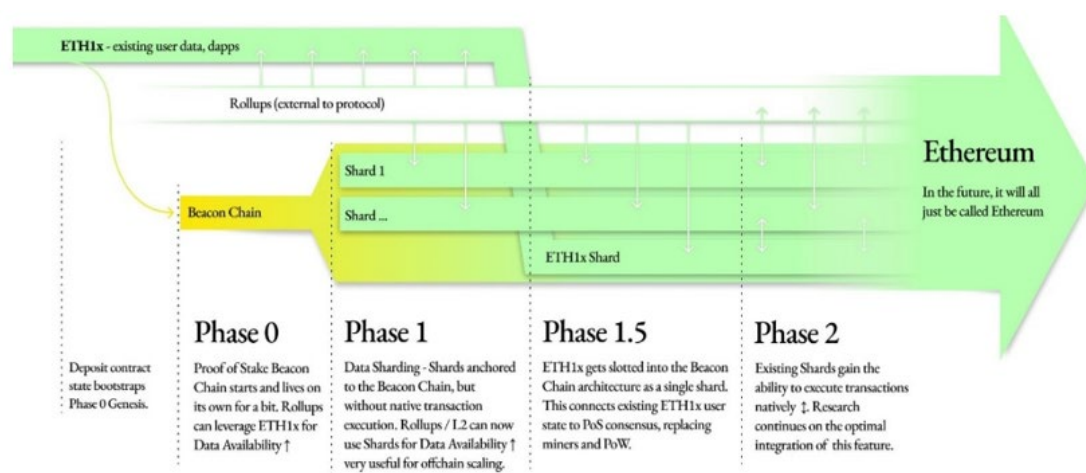 ETH1x - existing user data, dapps
Rollups (external to protocol)
Ethereum
In the future, it will all
just be called Ethereum
Shard 1
Beacon Chain
Shard ...
ETH1x Shard
Deposit contract
state bootstraps
Phase 0 Genesis.
Phase 0
Proof of Stake Beacon
Chain starts and lives on
its own for a bit. Rollups
can leverage ETH1x for
Data Availability ↑
Phase 1
Data Sharding - Shards anchored
to the Beacon Chain, but
without native transaction
execution. Rollups / L2 can now
use Shards for Data Availability ↑
very useful for offchain scaling.
Phase 1.5
ETH1x gets slotted into the Beacon
Chain architecture as a single shard.
This connects existing ETH1x user
state to PoS consensus, replacing
miners and PoW.
Phase 2
Existing Shards gain the
ability to execute transactions
natively ↕. Research
continues on the optimal
integration of this feature.